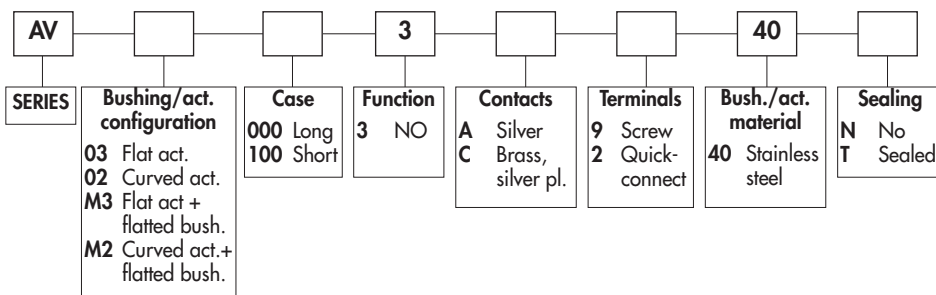 AV
3
40
SERIES
Bushing/act.
configuration
03 Flat act.
02 Curved act.
M3 Flat act +
flatted bush.
M2 Curved act.+
flatted bush.
Case
000 Long
100 Short
Function
3 NO
Contacts
A Silver
C Brass,
silver pl.
Terminals
9 Screw
2 Quick-
connect
Bush./act.
material
40 Stainless
steel
Sealing
N No
T Sealed